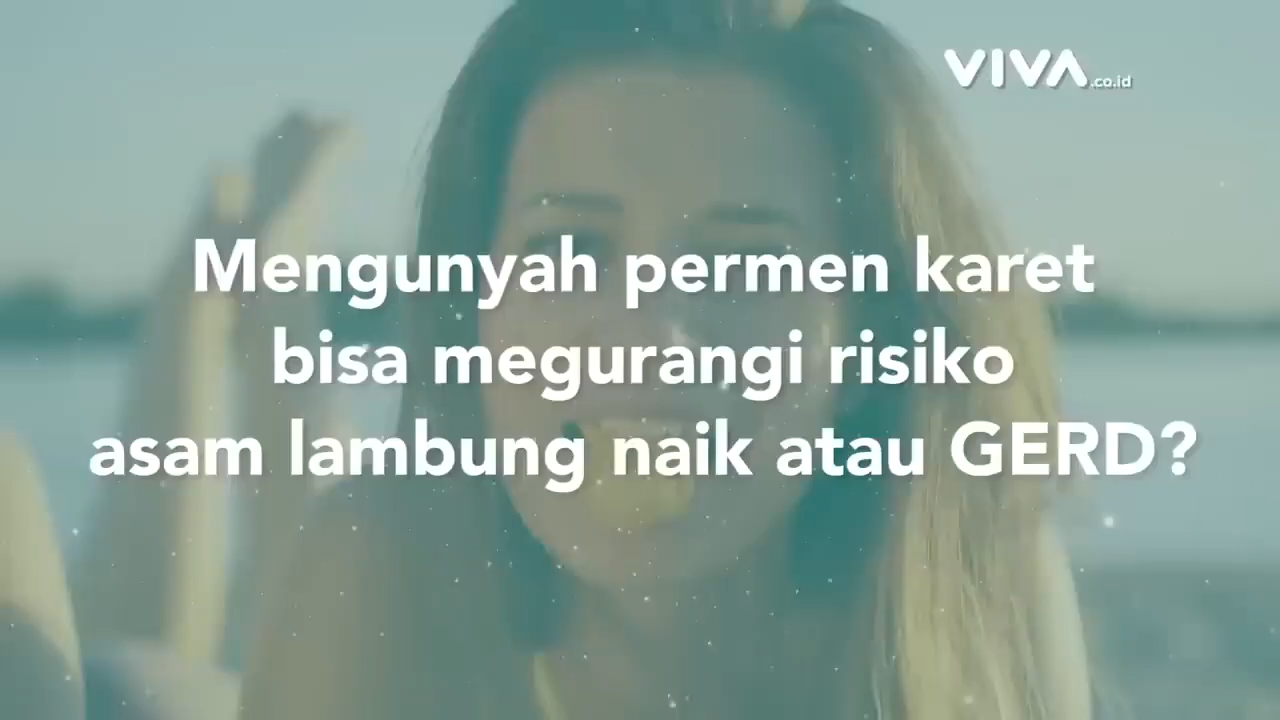 VIVA.co.id
Mengunyah permen karet
bisa megurangi risiko
asam lambung naik atau GERD?